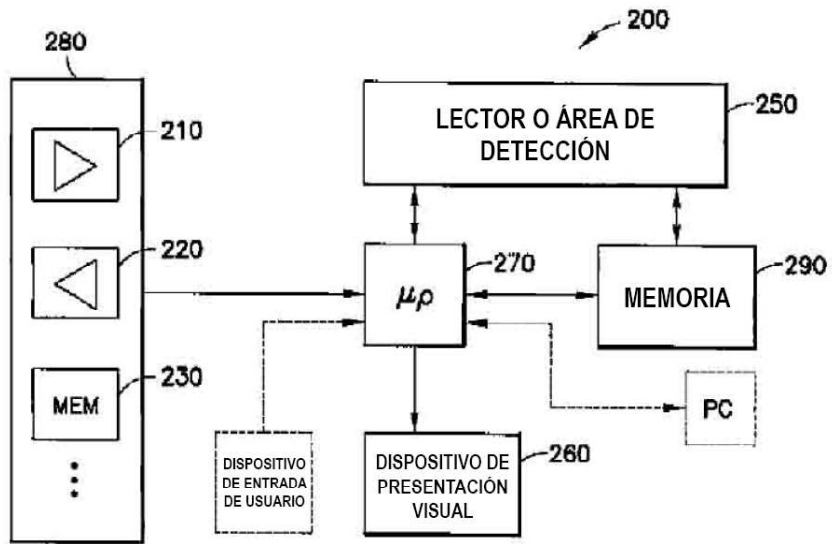 280
200
210
LECTOR O ÁREA DE
DETECCIÓN
250
220
μρ
270
MEMORIA
290
230
MEM
PC
DISPOSITIVO
DE ENTRADA
DE USUARIO
DISPOSITIVO DE
PRESENTACIÓN
VISUAL
260